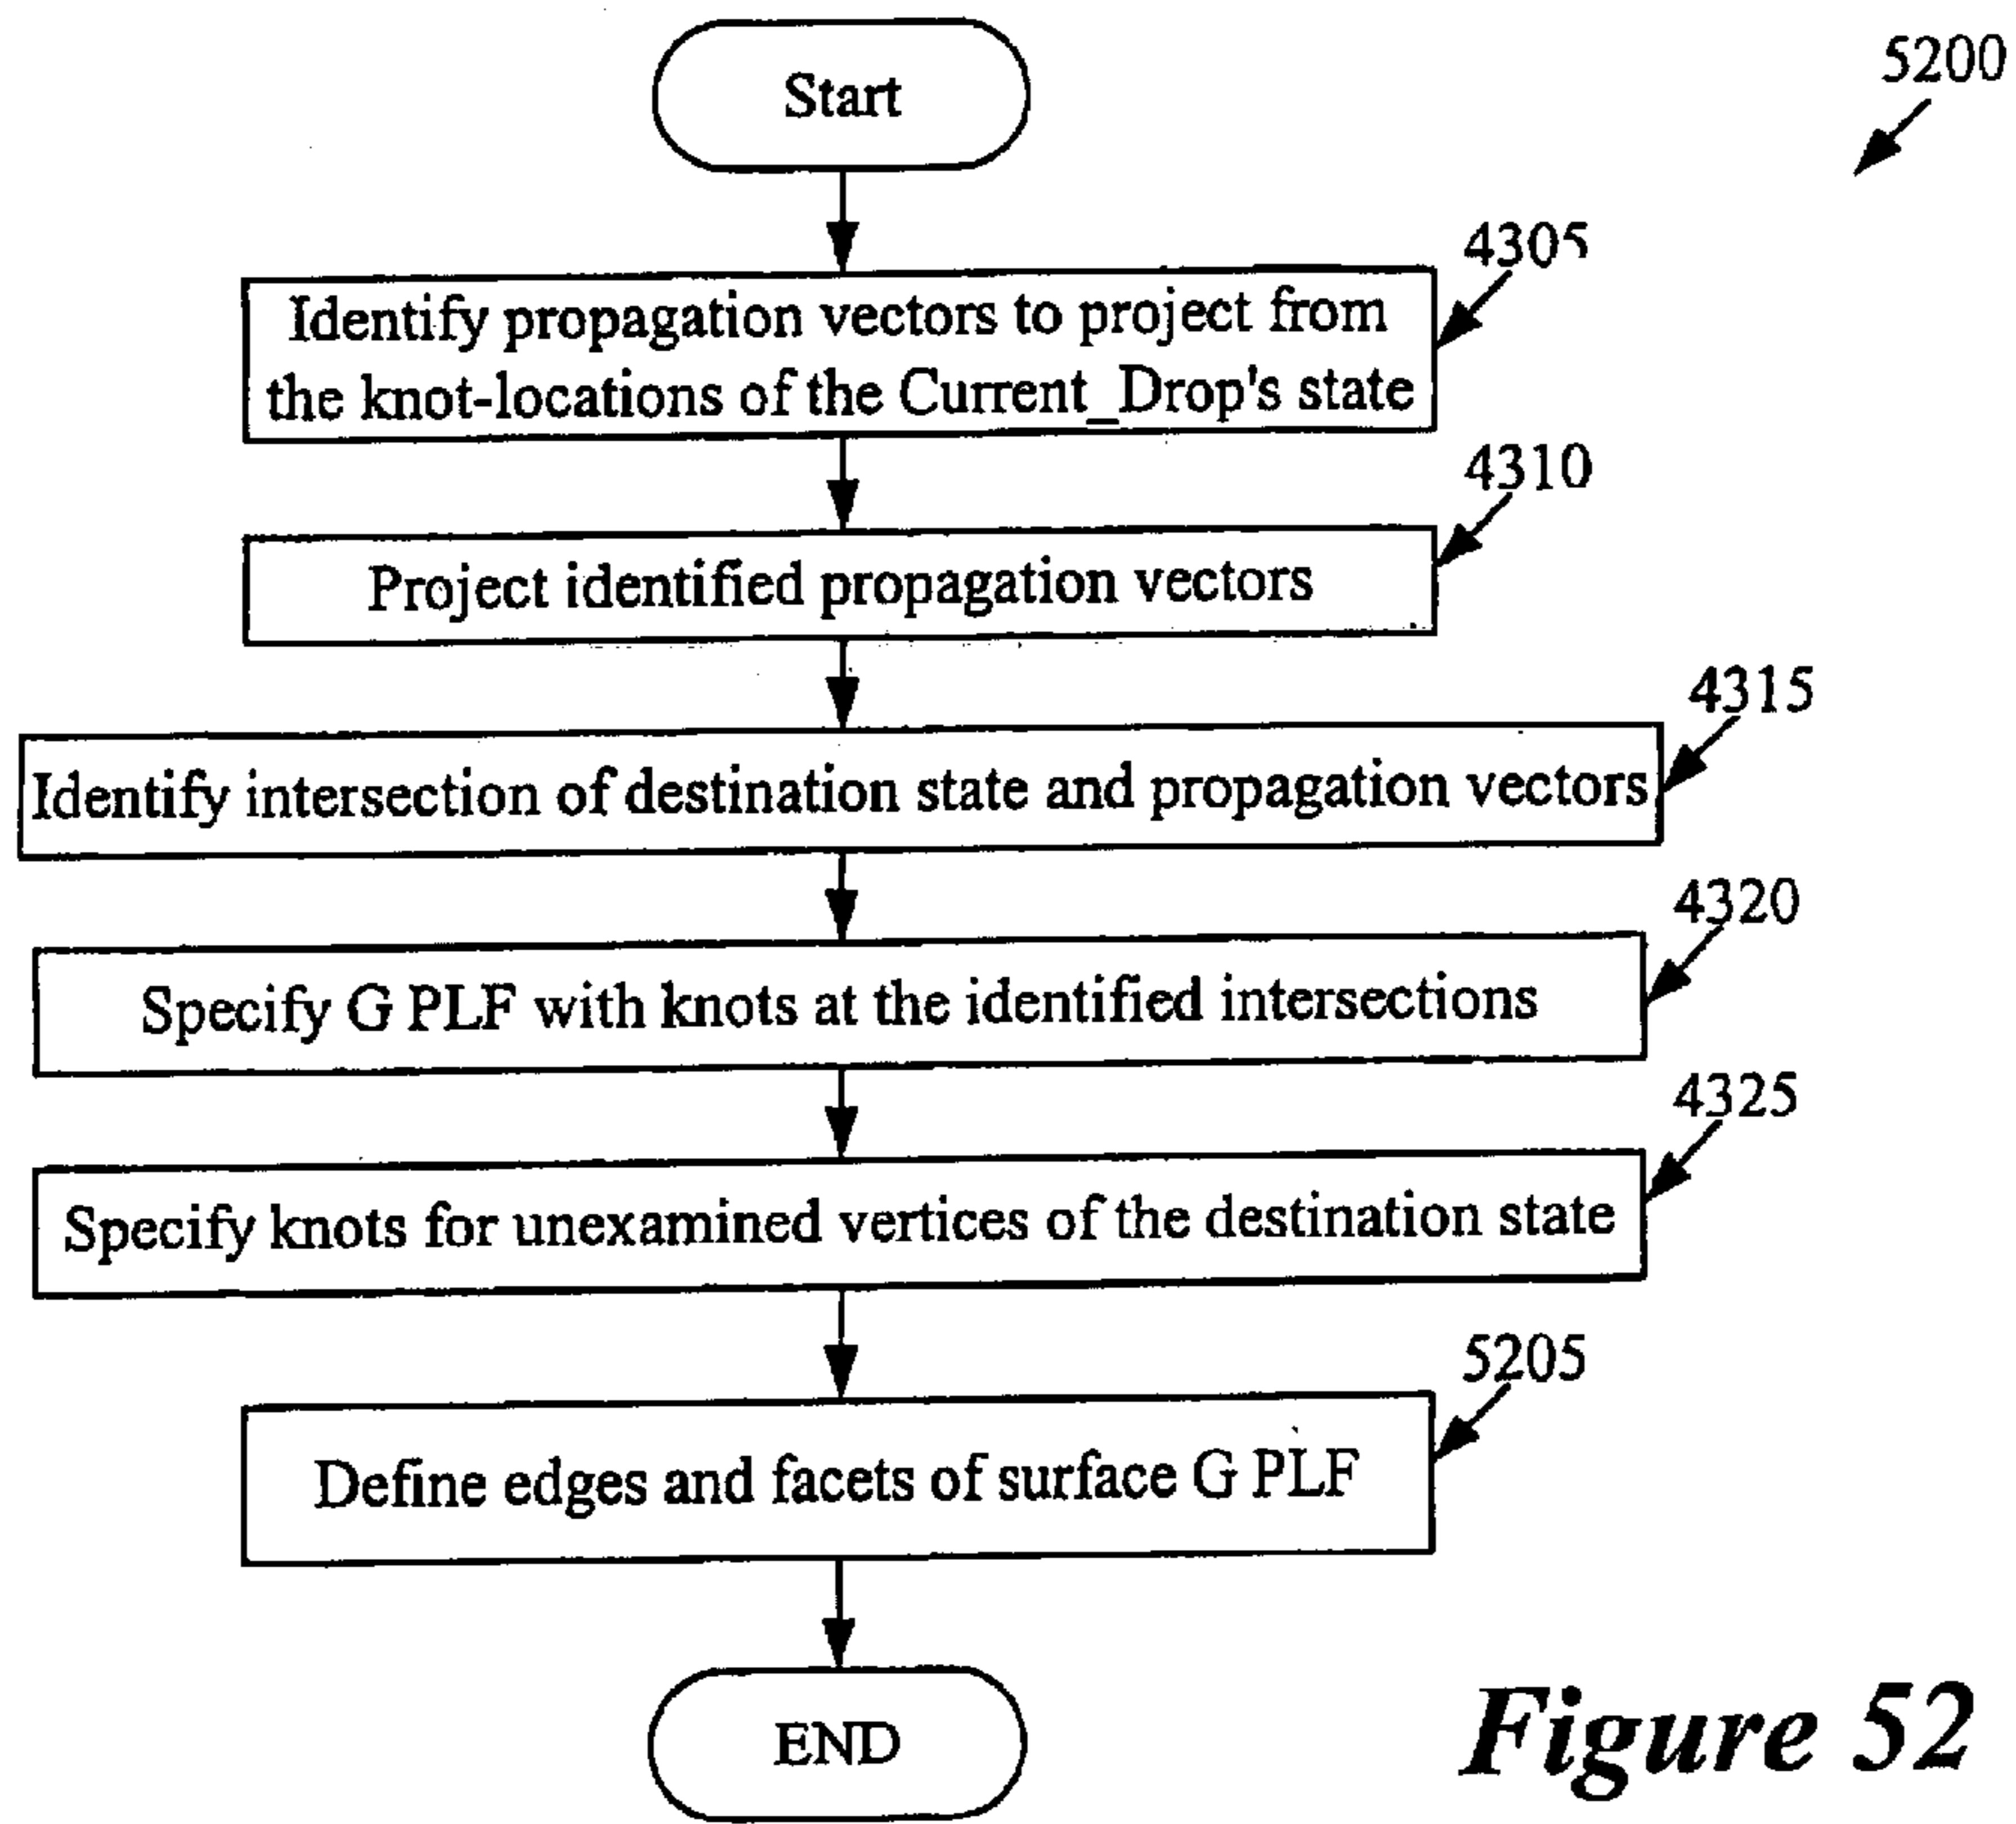 Start
5200
4305
Identify propagation vectors to project from
the knot-locations of the Current_Drop's state
4310
Project identified propagation vectors
4315
Identify intersection of destination state and propagation vectors
4320
Specify G PLF with knots at the identified intersections
4325
Specify knots for unexamined vertices of the destination state
5205
Define edges and facets of surface G PLF
END
Figure 52